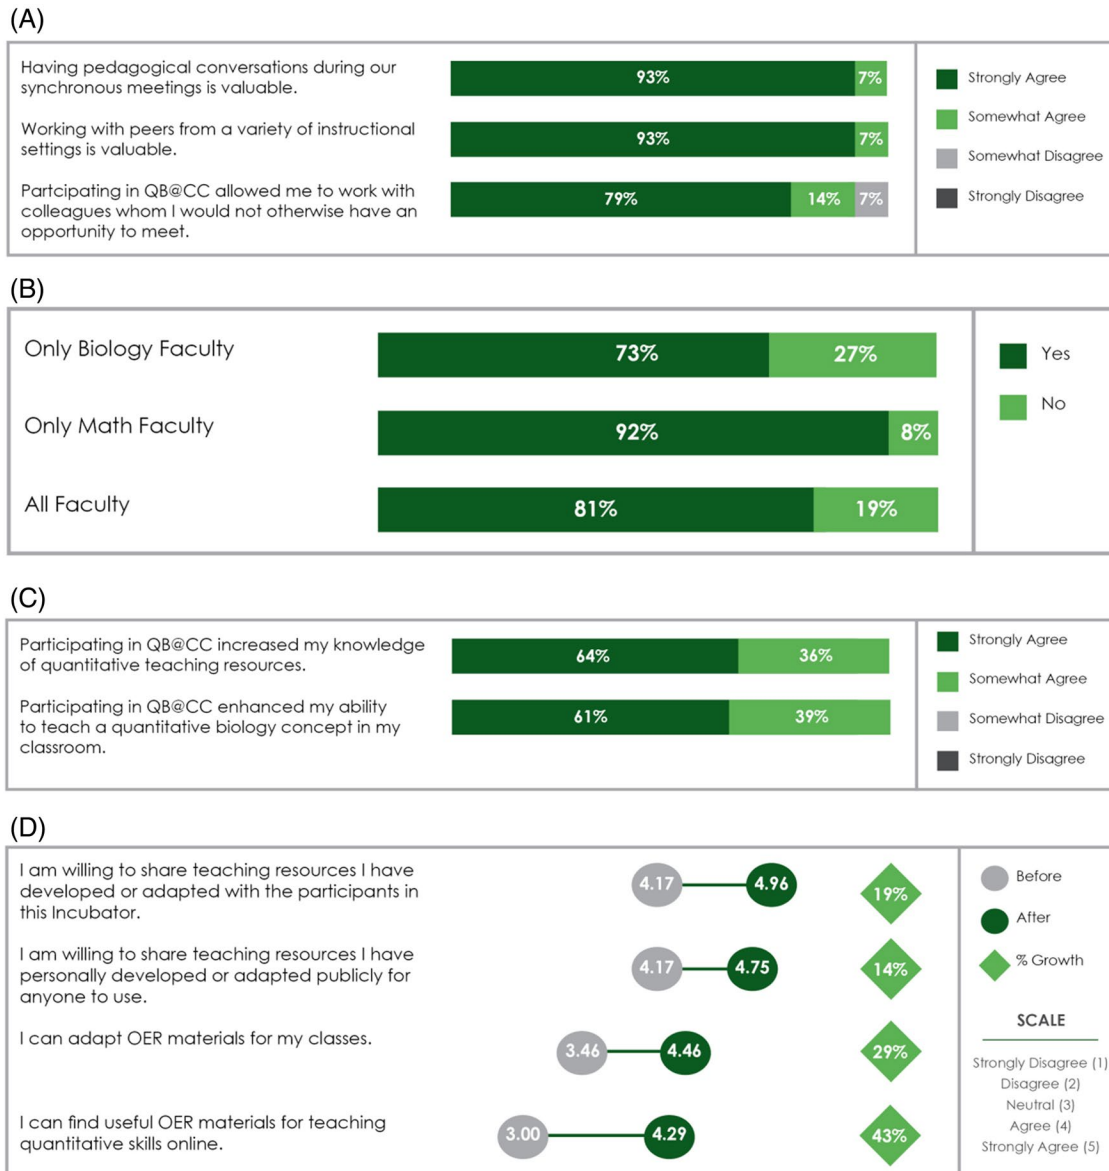 (A)
Having pedagogical conversations during our
synchronous meetings is valuable.
93%
7%
Working with peers from a variety of instructional
settings is valuable.
93%
7%
Partcipating in QB@CC allowed me to work with
colleagues whom I would not otherwise have an
opportunity to meet.
79%
14%
7%
Strongly Agree
Somewhat Agree
Somewhat Disagree
Strongly Disagree
(B)
Only Biology Faculty
73%
27%
Only Math Faculty
92%
8%
All Faculty
81%
19%
Yes
No
(C)
Participating in QB@CC increased my knowledge
of quantitative teaching resources.
64%
36%
Participating in QB@CC enhanced my ability
to teach a quantitative biology concept in my
classroom.
61%
39%
Strongly Agree
Somewhat Agree
Somewhat Disagree
Strongly Disagree
(D)
I am willing to share teaching resources I have
developed or adapted with the participants in
this Incubator.
4.17
4.96
19%
I am willing to share teaching resources I have
personally developed or adapted publicly for
anyone to use.
4.17
4.75
14%
I can adapt OER materials for my classes.
3.46
4.46
29%
I can find useful OER materials for teaching
quantitative skills online.
3.00
4.29
43%
Before
After
% Growth
SCALE
Strongly Disagree (1)
Disagree (2)
Neutral (3)
Agree (4)
Strongly Agree (5)